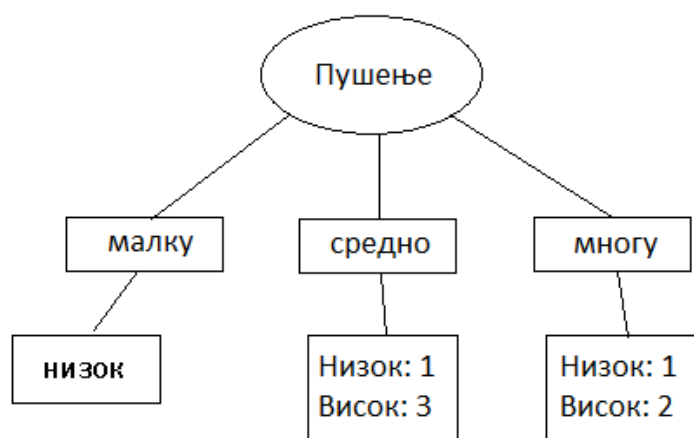 Пушење
малку
средно
многу
низок
Низок: 1
Висок: 3
Низок: 1
Висок: 2